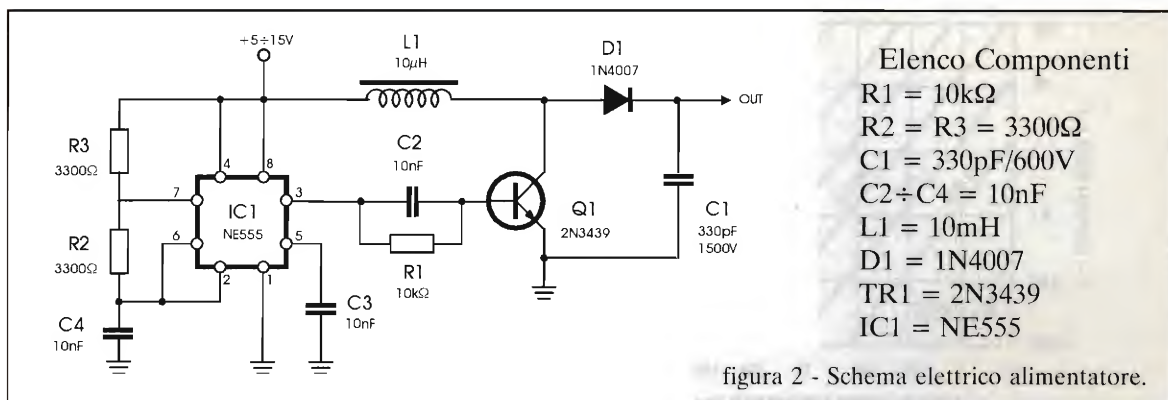 +5÷15V
L1
10µH
D1
1N4007
OUT
R3
3300Ω
C2
10nF
4
8
7
3
IC1
NE555
6
5
2
1
Q1
2N3439
C1
330pF
1500V
R2
3300Ω
R1
10kΩ
C3
10nF
C4
10nF
Elenco Componenti
R1 = 10kΩ
R2 = R3 = 3300Ω
C1 = 330pF/600V
C2÷C4 = 10nF
L1 = 10mH
D1 = 1N4007
TR1 = 2N3439
IC1 = NE555
figura 2 - Schema elettrico alimentatore.